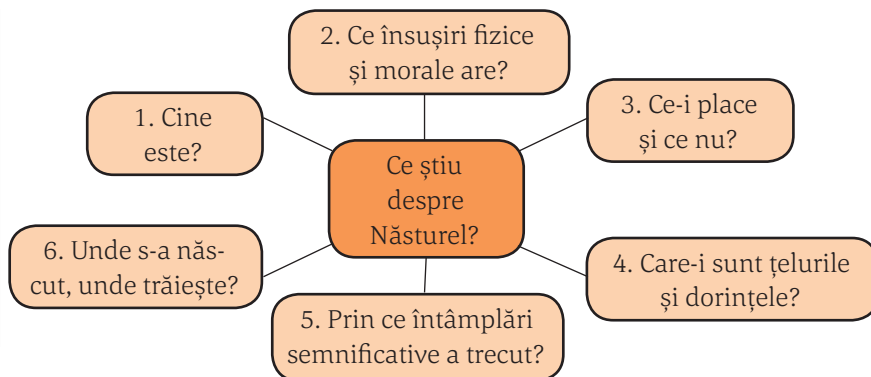 2. Ce însușiri fizice
și morale are?
1. Cine
este?
3. Ce-i place
și ce nu?
Ce știu
despre
Năsturel?
6. Unde s-a năs-
cut, unde trăiește?
4. Care-i sunt țelurile
și dorințele?
5. Prin ce întâmplări
semnificative a trecut?